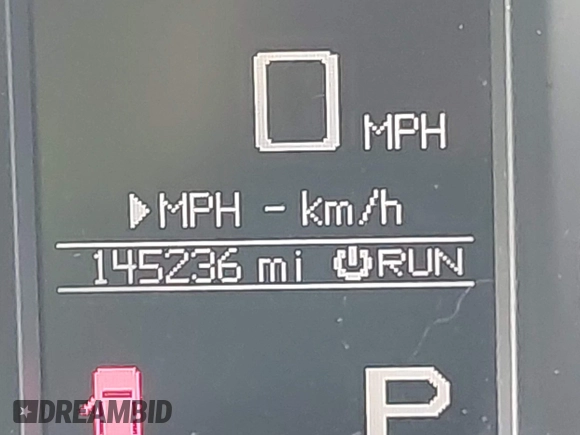 0 MPH
▶MPH - km/h
145236 mi ⏻RUN
P
DREAMBID